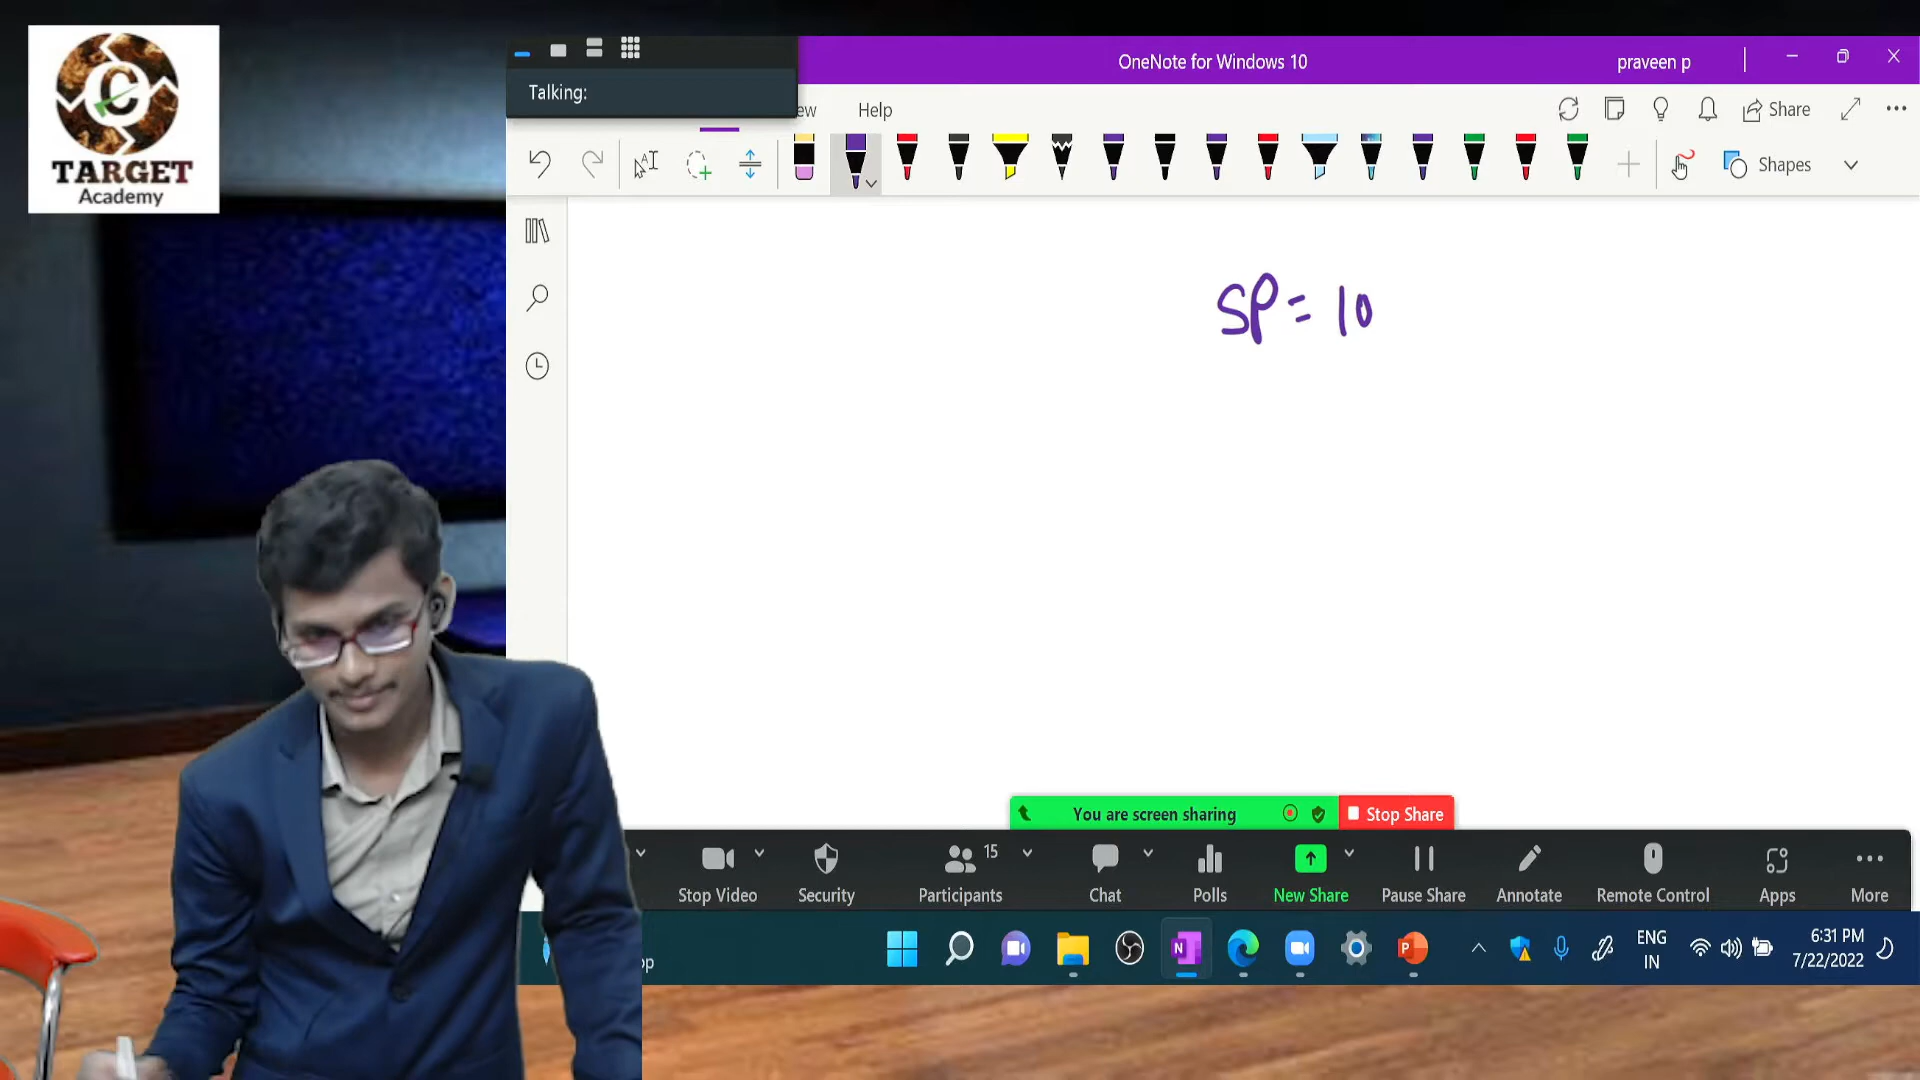 TARGET
Academy
Talking:
OneNote for Windows 10
praveen p
ew
Help
Share
Shapes
SP = 10
You are screen sharing
Stop Share
Stop Video
Security
15
Participants
Chat
Polls
New Share
Pause Share
Annotate
Remote Control
Apps
More
op
ENG
IN
6:31 PM
7/22/2022